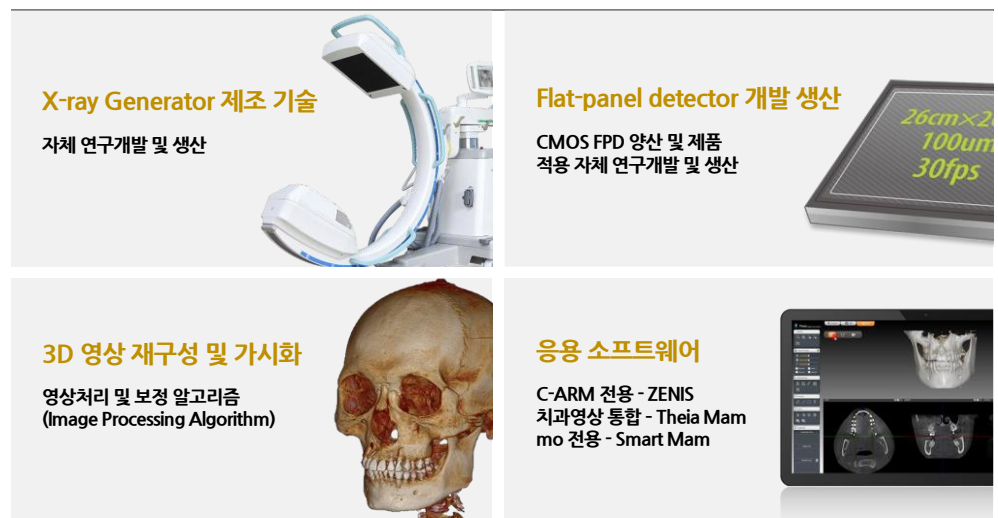 X-ray Generator 제조 기술
자체 연구개발 및 생산
Flat-panel detector 개발 생산
CMOS FPD 양산 및 제품
적용 자체 연구개발 및 생산
100um
30fps
3D 영상 재구성 및 가시화
영상처리 및 보정 알고리즘
(Image Processing Algorithm)
응용 소프트웨어
C-ARM 전용 - ZENIS
치과영상 통합 - Theia Mam
mo 전용 - Smart Mam